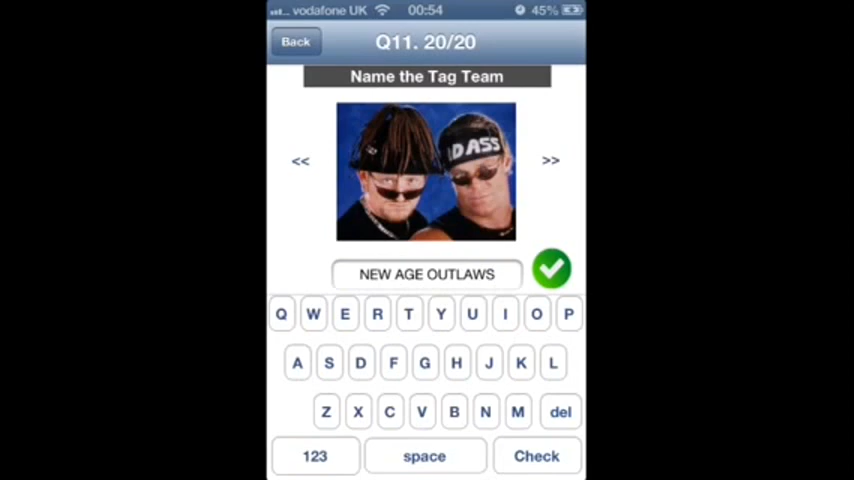 vodafone UK 00:54 45%
Back Q11. 20/20
Name the Tag Team
D ASS
<< >>
NEW AGE OUTLAWS
Q W E R T Y U I O P
A S D F G H J K L
Z X C V B N M del
123 space Check